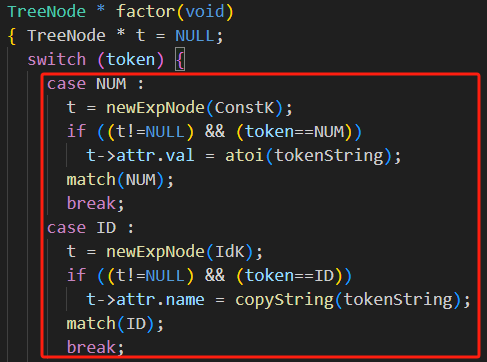 TreeNode * factor(void)
{ TreeNode * t = NULL;
  switch (token) {
    case NUM :
      t = newExpNode(ConstK);
      if ((t!=NULL) && (token==NUM))
        t->attr.val = atoi(tokenString);
      match(NUM);
      break;
    case ID :
      t = newExpNode(IdK);
      if ((t!=NULL) && (token==ID))
        t->attr.name = copyString(tokenString);
      match(ID);
      break;